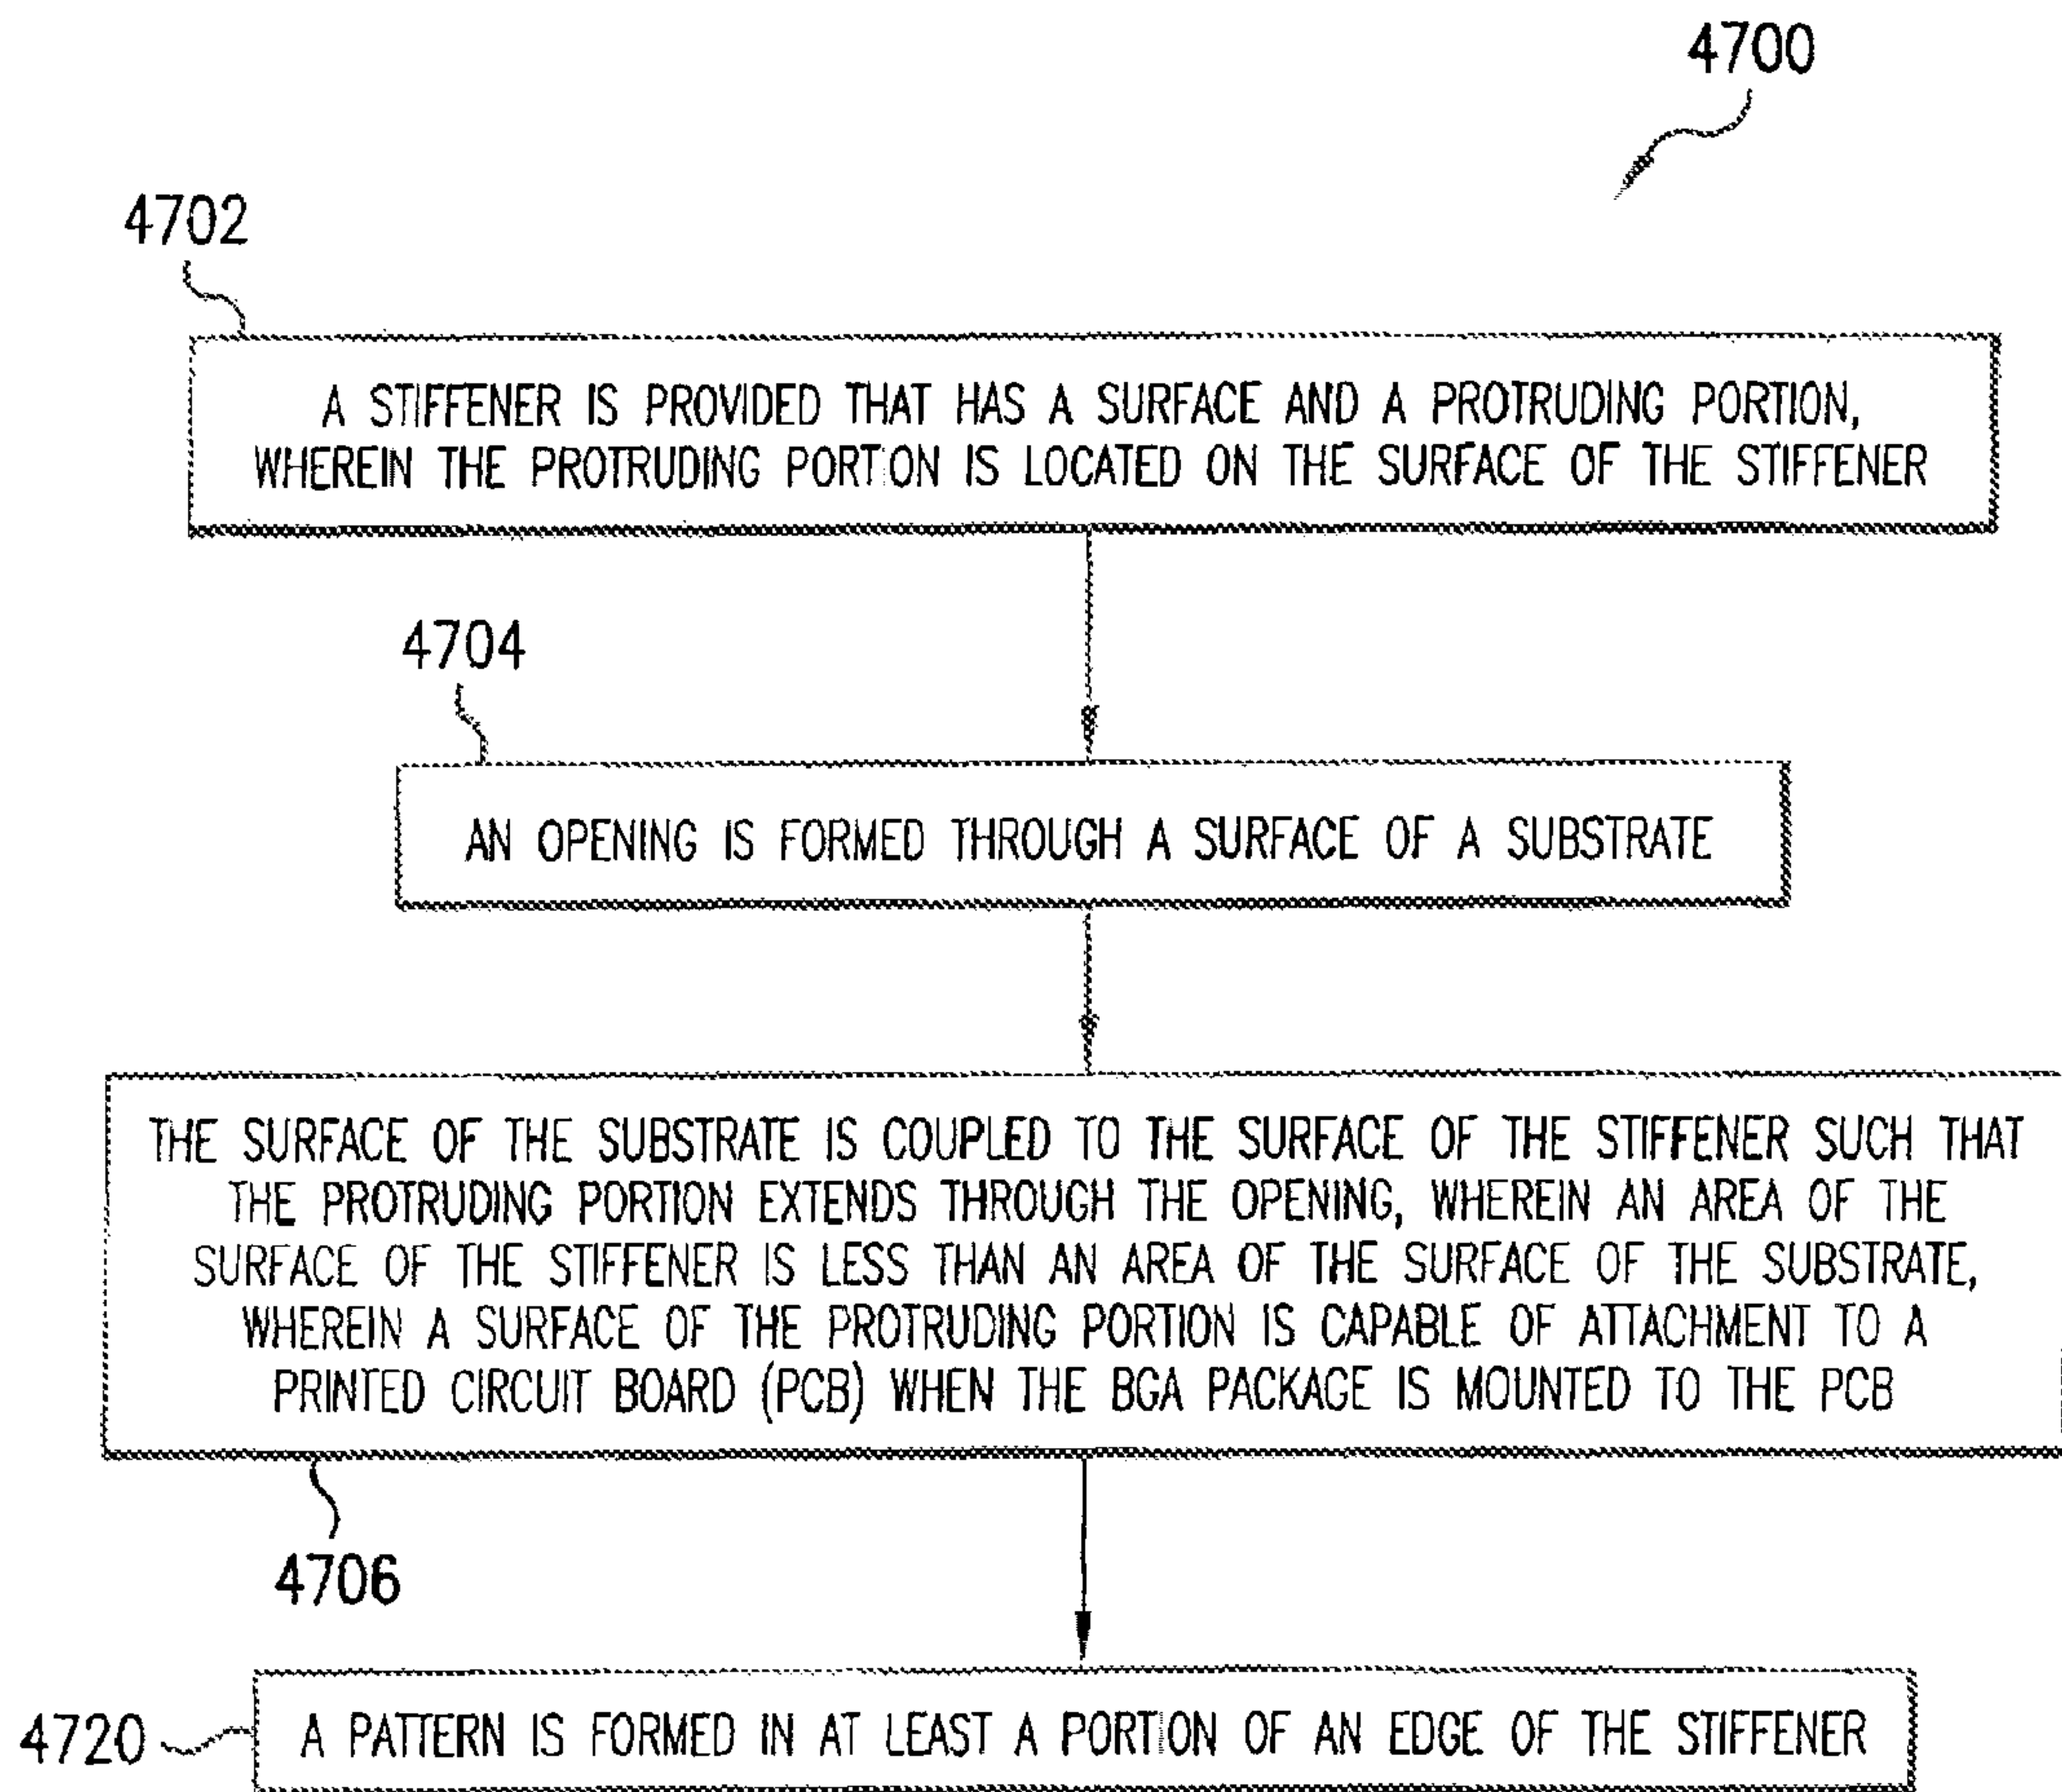 4700
4702
A STIFFENER IS PROVIDED THAT HAS A SURFACE AND A PROTRUDING PORTION,
WHEREIN THE PROTRUDING PORTION IS LOCATED ON THE SURFACE OF THE STIFFENER
4704
AN OPENING IS FORMED THROUGH A SURFACE OF A SUBSTRATE
THE SURFACE OF THE SUBSTRATE IS COUPLED TO THE SURFACE OF THE STIFFENER SUCH THAT
THE PROTRUDING PORTION EXTENDS THROUGH THE OPENING, WHEREIN AN AREA OF THE
SURFACE OF THE STIFFENER IS LESS THAN AN AREA OF THE SURFACE OF THE SUBSTRATE,
WHEREIN A SURFACE OF THE PROTRUDING PORTION IS CAPABLE OF ATTACHMENT TO A
PRINTED CIRCUIT BOARD (PCB) WHEN THE BGA PACKAGE IS MOUNTED TO THE PCB
4706
4720
A PATTERN IS FORMED IN AT LEAST A PORTION OF AN EDGE OF THE STIFFENER